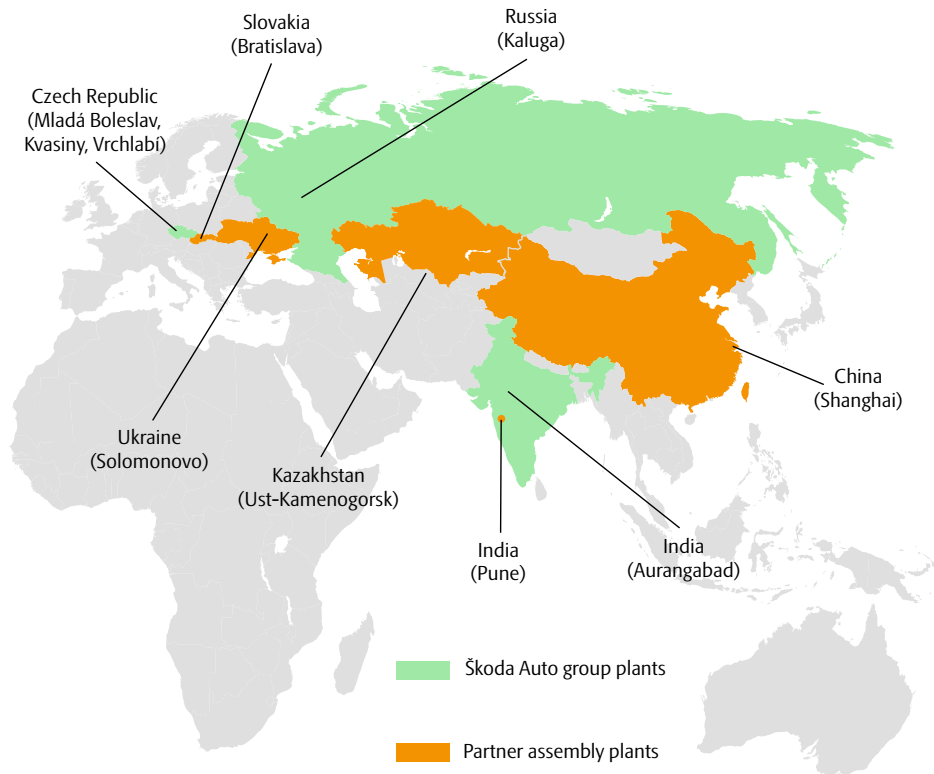 Slovakia
(Bratislava)
Russia
(Kaluga)
Czech Republic
(Mladá Boleslav,
Kvasiny, Vrchlabí)
China
(Shanghai)
Ukraine
(Solomonovo)
Kazakhstan
(Ust-Kamenogorsk)
India
(Pune)
India
(Aurangabad)
Škoda Auto group plants
Partner assembly plants